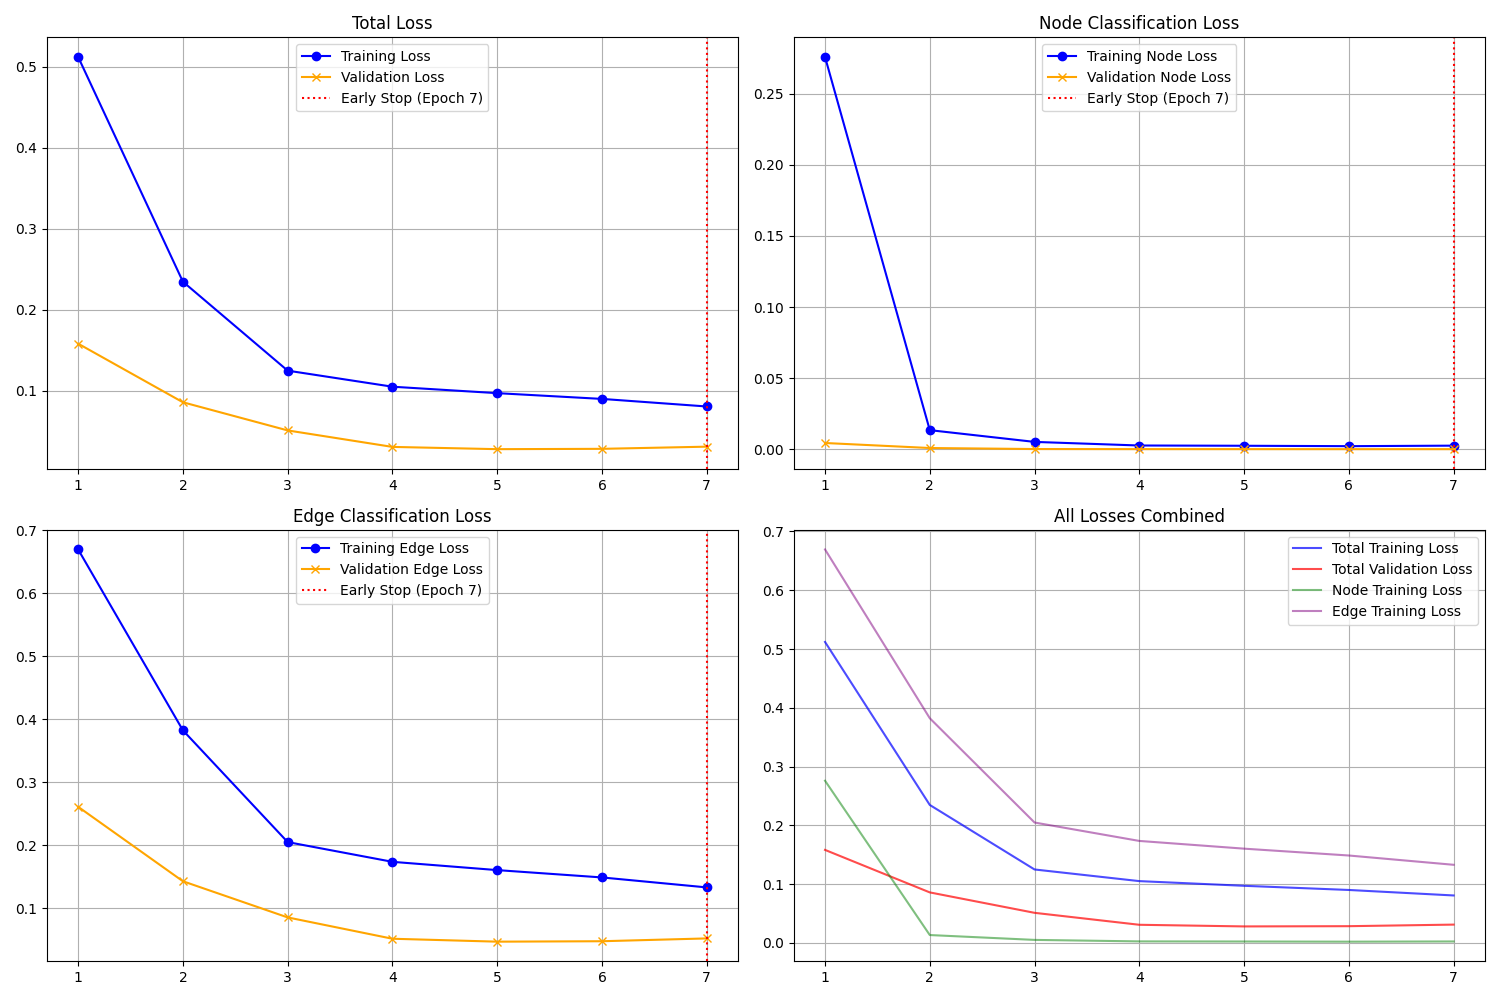 Total Loss
Training Loss
Validation Loss
Early Stop (Epoch 7)
0.5
0.4
0.3
0.2
0.1
1 2 3 4 5 6 7
Node Classification Loss
Training Node Loss
Validation Node Loss
Early Stop (Epoch 7)
0.25
0.20
0.15
0.10
0.05
0.00
1 2 3 4 5 6 7
Edge Classification Loss
Training Edge Loss
Validation Edge Loss
Early Stop (Epoch 7)
0.7
0.6
0.5
0.4
0.3
0.2
0.1
1 2 3 4 5 6 7
All Losses Combined
Total Training Loss
Total Validation Loss
Node Training Loss
Edge Training Loss
0.7
0.6
0.5
0.4
0.3
0.2
0.1
0.0
1 2 3 4 5 6 7